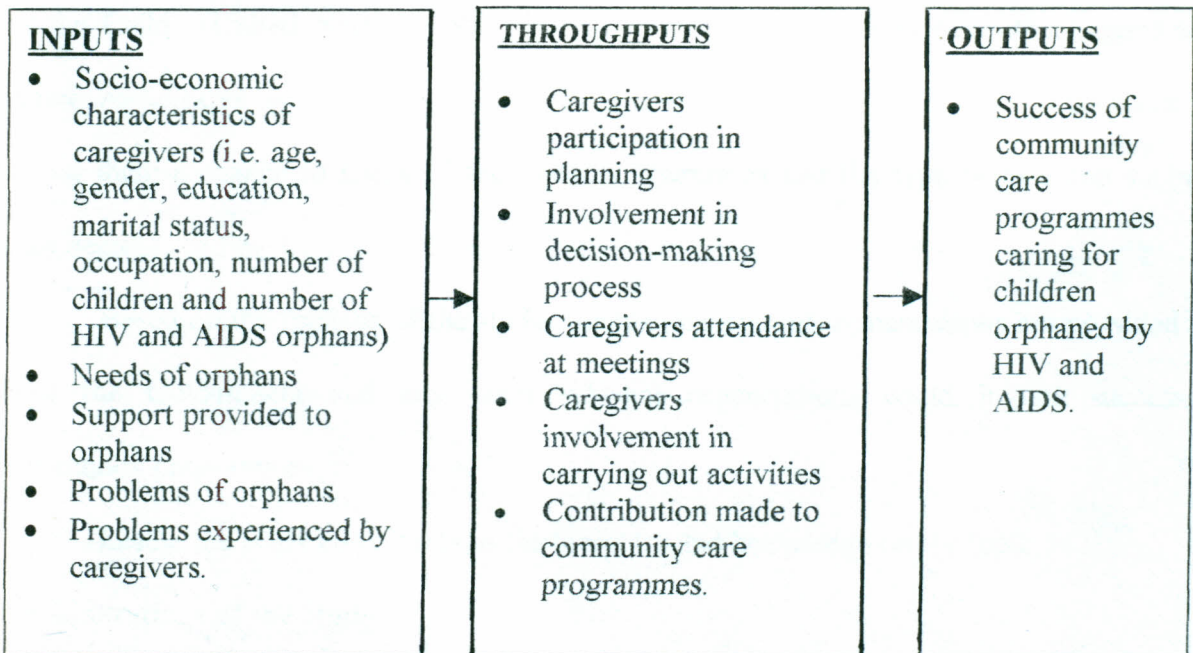 INPUTS
• Socio-economic
characteristics of
caregivers (i.e. age,
gender, education,
marital status,
occupation, number of
children and number of
HIV and AIDS orphans)
• Needs of orphans
• Support provided to
orphans
• Problems of orphans
• Problems experienced by
caregivers.
THROUGHPUTS
• Caregivers
participation in
planning
• Involvement in
decision-making
process
• Caregivers attendance
at meetings
• Caregivers
involvement in
carrying out activities
• Contribution made to
community care
programmes.
OUTPUTS
• Success of
community
care
programmes
caring for
children
orphaned by
HIV and
AIDS.